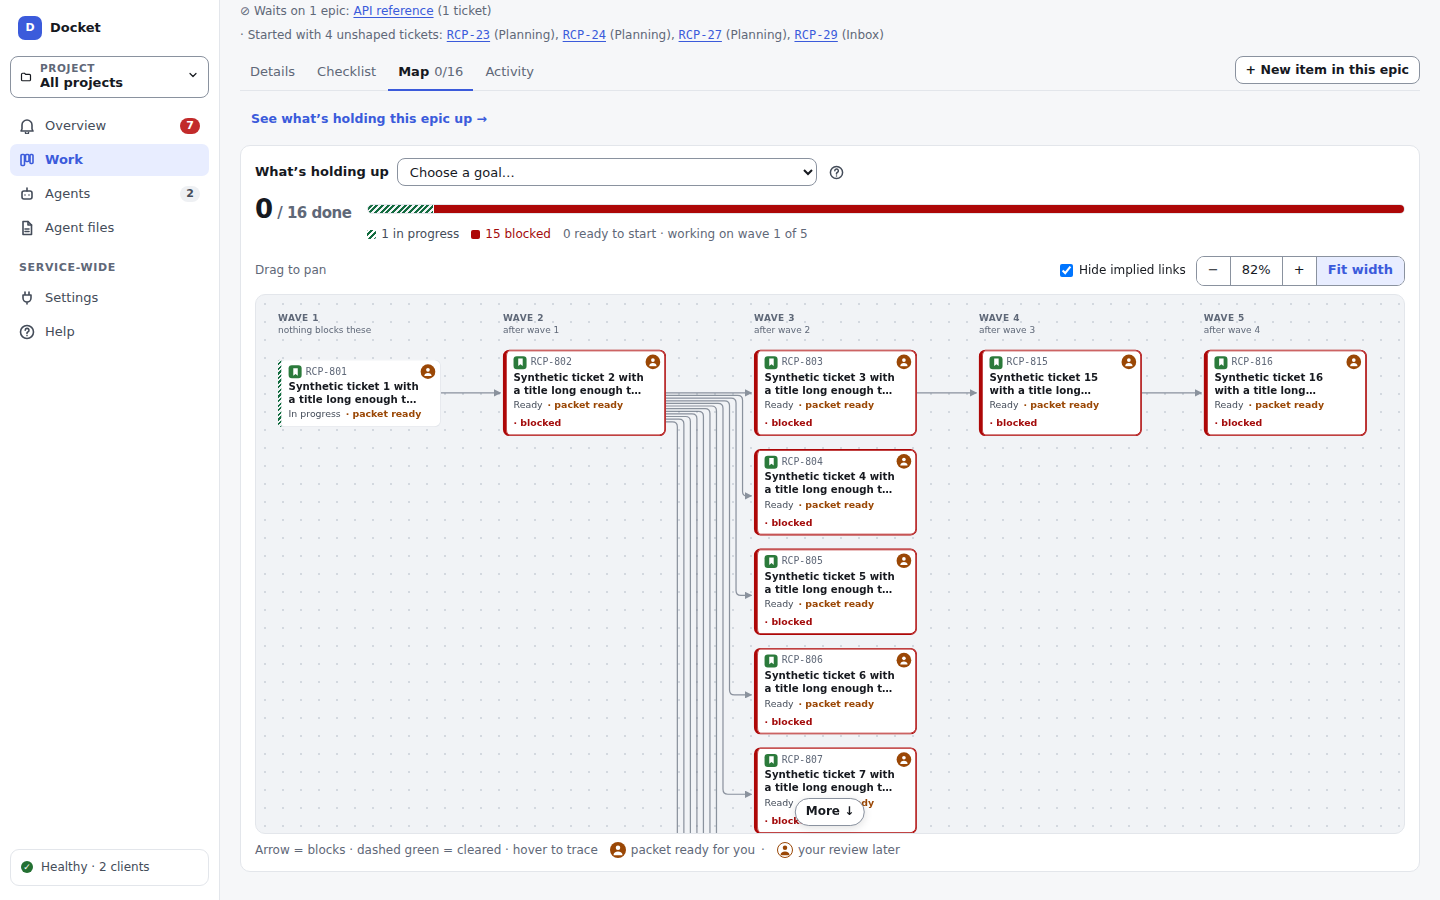 D Docket
PROJECT
All projects
Overview 7
Work
Agents 2
Agent files
SERVICE-WIDE
Settings
Help
Healthy · 2 clients
Waits on 1 epic: API reference (1 ticket)
· Started with 4 unshaped tickets: RCP-23 (Planning), RCP-24 (Planning), RCP-27 (Planning), RCP-29 (Inbox)
Details Checklist Map 0/16 Activity
+ New item in this epic
See what’s holding this epic up →
What’s holding up Choose a goal...
0 / 16 done
1 in progress 15 blocked 0 ready to start · working on wave 1 of 5
Drag to pan
Hide implied links − 82% + Fit width
WAVE 1
nothing blocks these
RCP-801
Synthetic ticket 1 with
a title long enough t…
In progress · packet ready
WAVE 2
after wave 1
RCP-802
Synthetic ticket 2 with
a title long enough t…
Ready · packet ready
· blocked
WAVE 3
after wave 2
RCP-803
Synthetic ticket 3 with
a title long enough t…
Ready · packet ready
· blocked
RCP-804
Synthetic ticket 4 with
a title long enough t…
Ready · packet ready
· blocked
RCP-805
Synthetic ticket 5 with
a title long enough t…
Ready · packet ready
· blocked
RCP-806
Synthetic ticket 6 with
a title long enough t…
Ready · packet ready
· blocked
RCP-807
Synthetic ticket 7 with
a title long enough t…
Ready
· block
More ↓
WAVE 4
after wave 3
RCP-815
Synthetic ticket 15
with a title long…
Ready · packet ready
· blocked
WAVE 5
after wave 4
RCP-816
Synthetic ticket 16
with a title long…
Ready · packet ready
· blocked
Arrow = blocks · dashed green = cleared · hover to trace packet ready for you · your review later